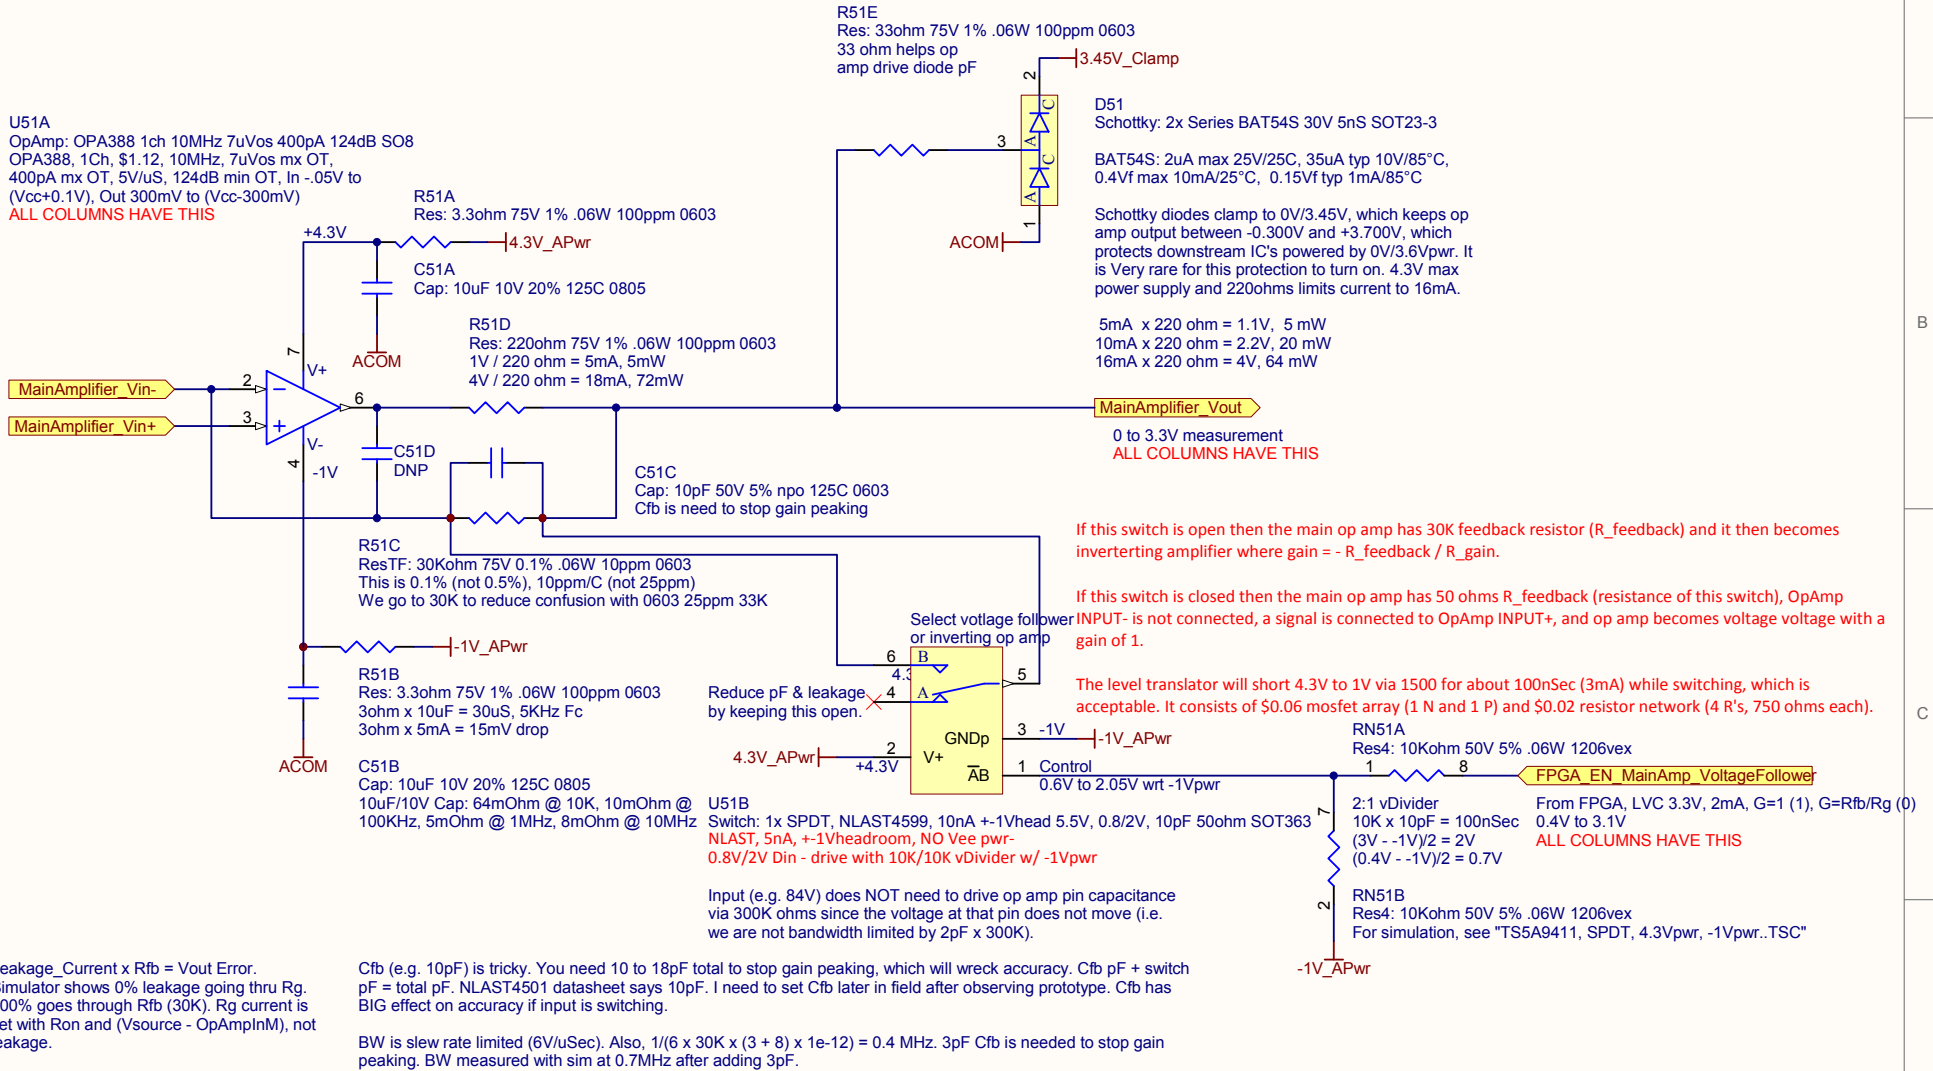 R51E
Res: 33ohm 75V 1% .06W 100ppm 0603
33 ohm helps op
amp drive diode pF
3.45V_Clamp
2
C
A
C
A
3
1
ACOM
D51
Schottky: 2x Series BAT54S 30V 5nS SOT23-3
BAT54S: 2uA max 25V/25C, 35uA typ 10V/85°C,
0.4Vf max 10mA/25°C,  0.15Vf typ 1mA/85°C
Schottky diodes clamp to 0V/3.45V, which keeps op
amp output between -0.300V and +3.700V, which
protects downstream IC's powered by 0V/3.6Vpwr. It
is Very rare for this protection to turn on. 4.3V max
power supply and 220ohms limits current to 16mA.
5mA  x 220 ohm = 1.1V,  5 mW
10mA x 220 ohm = 2.2V, 20 mW
16mA x 220 ohm = 4V, 64 mW
U51A
OpAmp: OPA388 1ch 10MHz 7uVos 400pA 124dB SO8
OPA388, 1Ch, $1.12, 10MHz, 7uVos mx OT,
400pA mx OT, 5V/uS, 124dB min OT, In -.05V to
(Vcc+0.1V), Out 300mV to (Vcc-300mV)
ALL COLUMNS HAVE THIS
R51A
Res: 3.3ohm 75V 1% .06W 100ppm 0603
+4.3V
4.3V_APwr
C51A
Cap: 10uF 10V 20% 125C 0805
ACOM
R51D
Res: 220ohm 75V 1% .06W 100ppm 0603
1V / 220 ohm = 5mA, 5mW
4V / 220 ohm = 18mA, 72mW
B
7
V+
MainAmplifier_Vin-
2
6
MainAmplifier_Vin+
3
V-
4
-1V
C51D
DNP
MainAmplifier_Vout
0 to 3.3V measurement
ALL COLUMNS HAVE THIS
C51C
Cap: 10pF 50V 5% npo 125C 0603
Cfb is need to stop gain peaking
R51C
ResTF: 30Kohm 75V 0.1% .06W 10ppm 0603
This is 0.1% (not 0.5%), 10ppm/C (not 25ppm)
We go to 30K to reduce confusion with 0603 25ppm 33K
If this switch is open then the main op amp has 30K feedback resistor (R_feedback) and it then becomes
inverterting amplifier where gain = - R_feedback / R_gain.
If this switch is closed then the main op amp has 50 ohms R_feedback (resistance of this switch), OpAmp
INPUT- is not connected, a signal is connected to OpAmp INPUT+, and op amp becomes voltage voltage with a
gain of 1.
The level translator will short 4.3V to 1V via 1500 for about 100nSec (3mA) while switching, which is
acceptable. It consists of $0.06 mosfet array (1 N and 1 P) and $0.02 resistor network (4 R's, 750 ohms each).
C
-1V_APwr
R51B
Res: 3.3ohm 75V 1% .06W 100ppm 0603
3ohm x 10uF = 30uS, 5KHz Fc
3ohm x 5mA = 15mV drop
ACOM
C51B
Cap: 10uF 10V 20% 125C 0805
10uF/10V Cap: 64mOhm @ 10K, 10mOhm @
100KHz, 5mOhm @ 1MHz, 8mOhm @ 10MHz
Select votlage follower
or inverting op amp
6
B
4.3
4
A
5
Reduce pF & leakage
by keeping this open.
4.3V_APwr
2
+4.3V
V+
GNDp
3
-1V
-1V_APwr
AB
1
Control
0.6V to 2.05V wrt -1Vpwr
U51B
Switch: 1x SPDT, NLAST4599, 10nA +-1Vhead 5.5V, 0.8/2V, 10pF 50ohm SOT363
NLAST, 5nA, +-1Vheadroom, NO Vee pwr-
0.8V/2V Din - drive with 10K/10K vDivider w/ -1Vpwr
Input (e.g. 84V) does NOT need to drive op amp pin capacitance
via 300K ohms since the voltage at that pin does not move (i.e.
we are not bandwidth limited by 2pF x 300K).
RN51A
Res4: 10Kohm 50V 5% .06W 1206vex
1
8
FPGA_EN_MainAmp_VoltageFollower
2:1 vDivider
10K x 10pF = 100nSec
(3V - -1V)/2 = 2V
(0.4V - -1V)/2 = 0.7V
From FPGA, LVC 3.3V, 2mA, G=1 (1), G=Rfb/Rg (0)
0.4V to 3.1V
ALL COLUMNS HAVE THIS
7
2
RN51B
Res4: 10Kohm 50V 5% .06W 1206vex
For simulation, see "TS5A9411, SPDT, 4.3Vpwr, -1Vpwr..TSC"
-1V_APwr
eakage_Current x Rfb = Vout Error.
imulator shows 0% leakage going thru Rg.
00% goes through Rfb (30K). Rg current is
et with Ron and (Vsource - OpAmpInM), not
eakage.
Cfb (e.g. 10pF) is tricky. You need 10 to 18pF total to stop gain peaking, which will wreck accuracy. Cfb pF + switch
pF = total pF. NLAST4501 datasheet says 10pF. I need to set Cfb later in field after observing prototype. Cfb has
BIG effect on accuracy if input is switching.
BW is slew rate limited (6V/uSec). Also, 1/(6 x 30K x (3 + 8) x 1e-12) = 0.4 MHz. 3pF Cfb is needed to stop gain
peaking. BW measured with sim at 0.7MHz after adding 3pF.